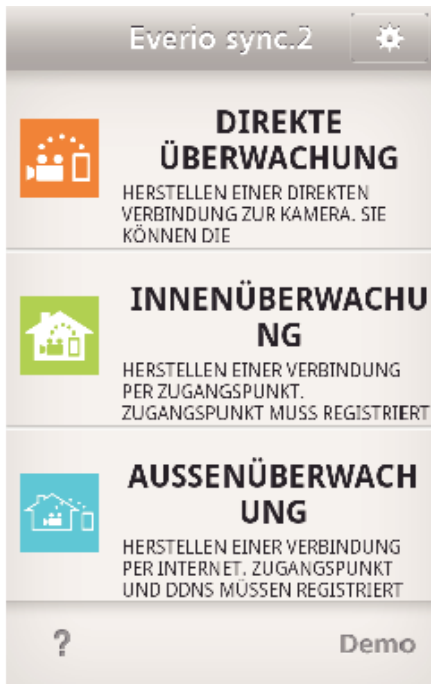 Everio sync.2
DIREKTE
ÜBERWACHUNG
HERSTELLEN EINER DIREKTEN
VERBINDUNG ZUR KAMERA. SIE
KÖNNEN DIE
INNENÜBERWACHU
NG
HERSTELLEN EINER VERBINDUNG
PER ZUGANGSPUNKT.
ZUGANGSPUNKT MUSS REGISTRIERT
AUSSENÜBERWACH
UNG
HERSTELLEN EINER VERBINDUNG
PER INTERNET. ZUGANGSPUNKT
UND DDNS MÜSSEN REGISTRIERT
? Demo